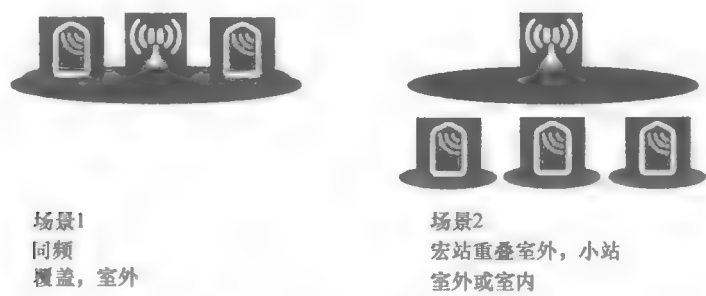 场景1
同频
覆盖，室外
场景2
宏站重叠室外，小站
室外或室内